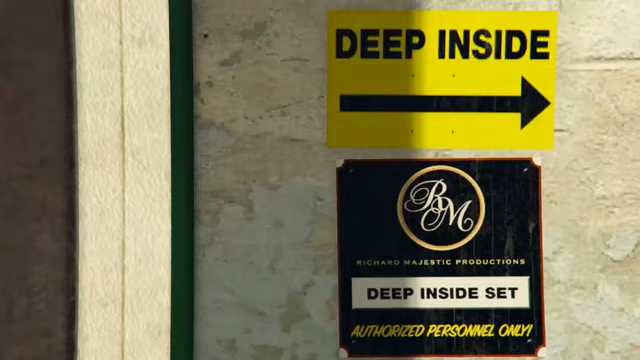 DEEP INSIDE
RM
RICHARD MAJESTIC PRODUCTIONS
DEEP INSIDE SET
AUTHORIZED PERSONNEL ONLY!